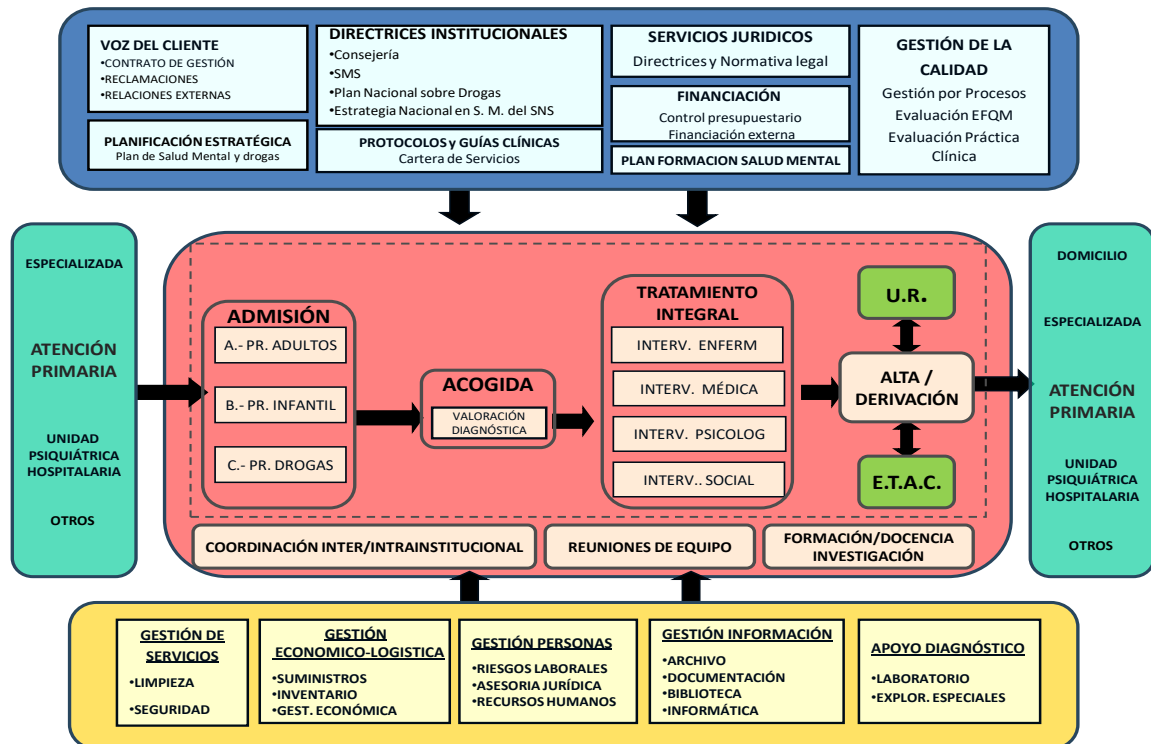 VOZ DEL CLIENTE
•CONTRATO DE GESTIÓN
•RECLAMACIONES
•RELACIONES EXTERNAS
PLANIFICACIÓN ESTRATÉGICA
Plan de Salud Mental y drogas
DIRECTRICES INSTITUCIONALES
•Consejería
•SMS
•Plan Nacional sobre Drogas
•Estrategia Nacional en S. M. del SNS
PROTOCOLOS y GUÍAS CLÍNICAS
Cartera de Servicios
SERVICIOS JURIDICOS
Directrices y Normativa legal
FINANCIACIÓN
Control presupuestario
Financiación externa
PLAN FORMACION SALUD MENTAL
GESTIÓN DE LA
CALIDAD
Gestión por Procesos
Evaluación EFQM
Evaluación Práctica
Clínica
ESPECIALIZADA
ATENCIÓN
PRIMARIA
UNIDAD
PSIQUIÁTRICA
HOSPITALARIA
OTROS
ADMISIÓN
A.- PR. ADULTOS
B.- PR. INFANTIL
C.- PR. DROGAS
ACOGIDA
VALORACIÓN
DIAGNÓSTICA
TRATAMIENTO
INTEGRAL
INTERV. ENFERM
INTERV. MÉDICA
INTERV. PSICOLOG
INTERV.. SOCIAL
U.R.
ALTA /
DERIVACIÓN
E.T.A.C.
DOMICILIO
ESPECIALIZADA
ATENCIÓN
PRIMARIA
UNIDAD
PSIQUIÁTRICA
HOSPITALARIA
OTROS
COORDINACIÓN INTER/INTRAINSTITUCIONAL
REUNIONES DE EQUIPO
FORMACIÓN/DOCENCIA
INVESTIGACIÓN
GESTIÓN DE
SERVICIOS
•LIMPIEZA
•SEGURIDAD
GESTIÓN
ECONOMICO-LOGISTICA
•SUMINISTROS
•INVENTARIO
•GEST. ECONÓMICA
GESTIÓN PERSONAS
•RIESGOS LABORALES
•ASESORIA JURÍDICA
•RECURSOS HUMANOS
GESTIÓN INFORMACIÓN
•ARCHIVO
•DOCUMENTACIÓN
•BIBLIOTECA
•INFORMÁTICA
APOYO DIAGNÓSTICO
•LABORATORIO
•EXPLOR. ESPECIALES